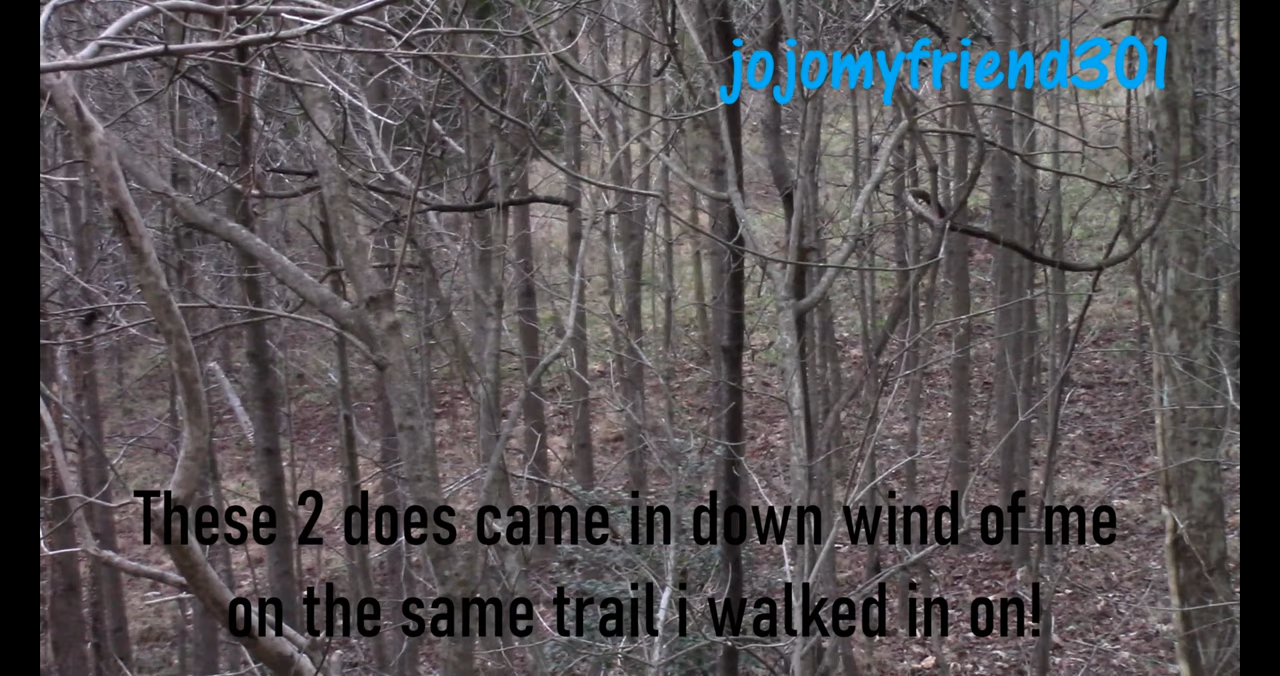 jojomyfriend301
These 2 does came in down wind of me
on the same trail i walked in on!